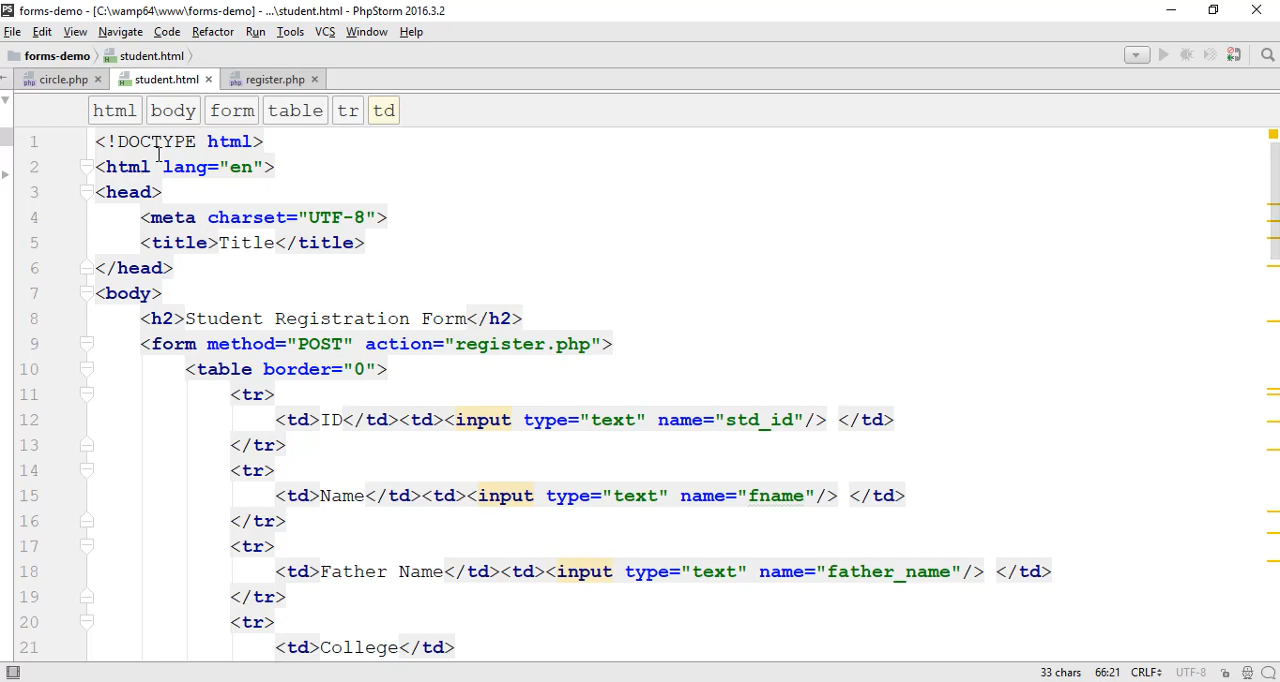 forms-demo - [C:\wamp64\www\forms-demo] - ...\student.html - PhpStorm 2016.3.2
File Edit View Navigate Code Refactor Run Tools VCS Window Help
forms-demo student.html
circle.php student.html register.php
html body form table tr td
1 <!DOCTYPE html>
2 <html lang="en">
3 <head>
4 <meta charset="UTF-8">
5 <title>Title</title>
6 </head>
7 <body>
8 <h2>Student Registration Form</h2>
9 <form method="POST" action="register.php">
10 <table border="0">
11 <tr>
12 <td>ID</td><td><input type="text" name="std_id"/> </td>
13 </tr>
14 <tr>
15 <td>Name</td><td><input type="text" name="fname"/> </td>
16 </tr>
17 <tr>
18 <td>Father Name</td><td><input type="text" name="father_name"/> </td>
19 </tr>
20 <tr>
21 <td>College</td>
33 chars 66:21 CRLF UTF-8